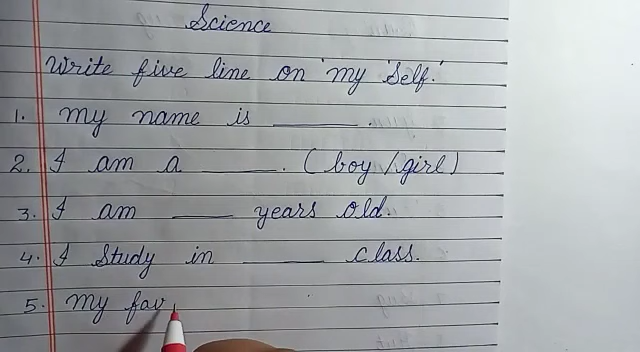 Science
Write five line on 'my Self.'
1. My name is ______ .
2. I am a ______ . (boy / girl)
3. I am ______ years old.
4. I Study in ______ class.
5. My fav